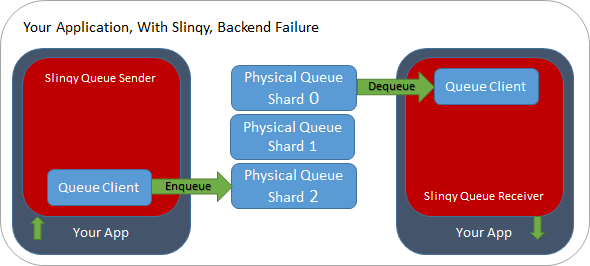 Your Application, With Slinqy, Backend Failure
Slinqy Queue Sender
Queue Client
Enqueue
Your App
Physical Queue
Shard 0
Physical Queue
Shard 1
Physical Queue
Shard 2
Dequeue
Queue Client
Slinqy Queue Receiver
Your App